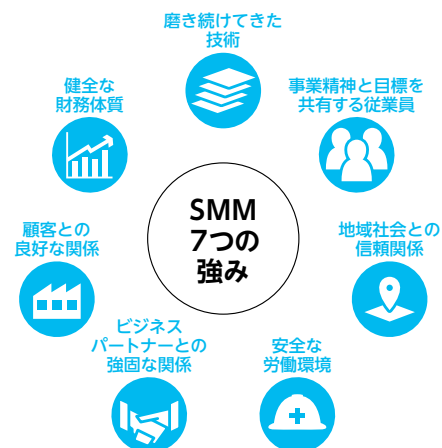 磨き続けてきた
技術
健全な
財務体質
事業精神と目標を
共有する従業員
SMM
7つの
強み
顧客との
良好な関係
地域社会との
信頼関係
ビジネス
パートナーとの
強固な関係
安全な
労働環境